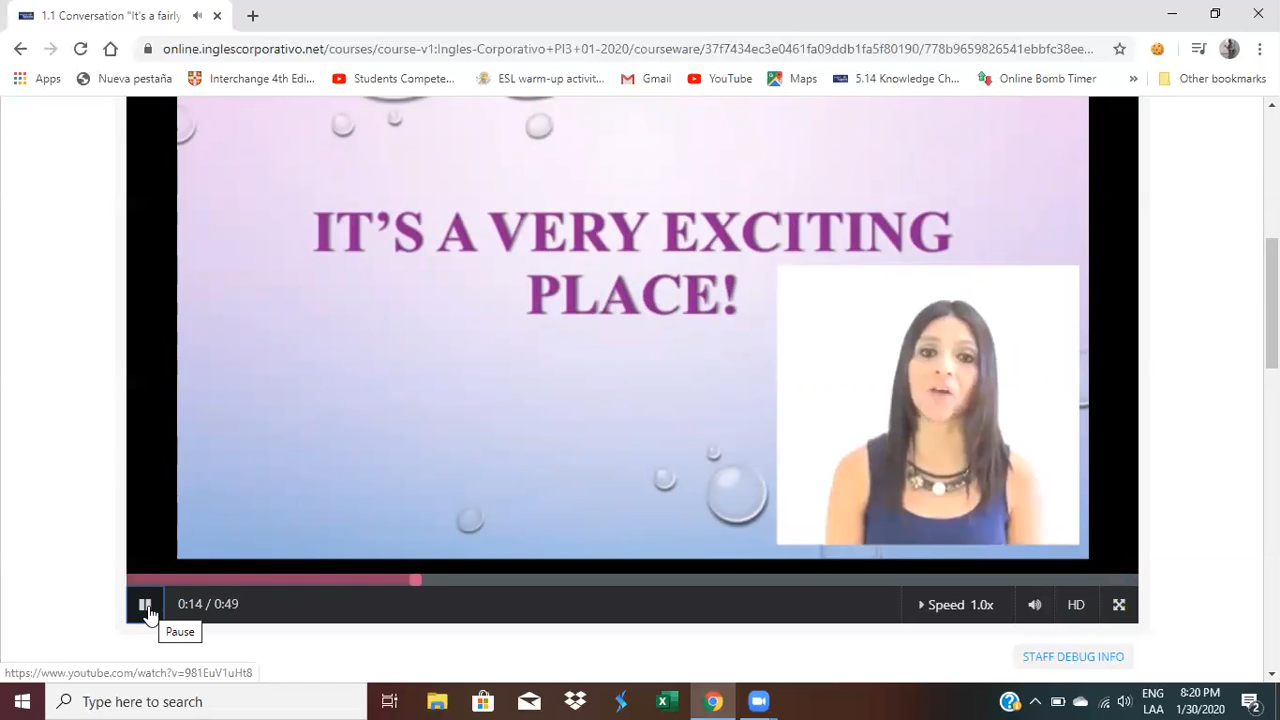 1.1 Conversation "It's a fairly
online.inglescorporativo.net/courses/course-v1:Ingles-Corporativo+PI3+01-2020/courseware/37f7434ec3e0461fa09ddb1fa5f80190/778b9659826541ebbfc38ee...
Apps Nueva pestaña Interchange 4th Edi... Students Compete... ESL warm-up activit... Gmail YouTube Maps 5.14 Knowledge Ch... Online Bomb Timer » Other bookmarks
IT'S A VERY EXCITING
PLACE!
0:14 / 0:49 Speed 1.0x HD
Pause
STAFF DEBUG INFO
https://www.youtube.com/watch?v=981EuV1uHt8
Type here to search
ENG 8:20 PM
LAA 1/30/2020 2